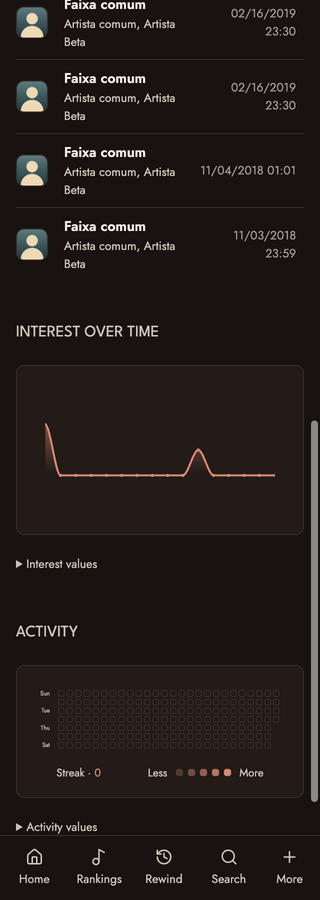 Faixa comum
Artista comum, Artista
Beta
02/16/2019
23:30
Faixa comum
Artista comum, Artista
Beta
02/16/2019
23:30
Faixa comum
Artista comum, Artista
Beta
11/04/2018 01:01
Faixa comum
Artista comum, Artista
Beta
11/03/2018
23:59
INTEREST OVER TIME
Interest values
ACTIVITY
Sun
Tue
Thu
Sat
Streak · 0
Less
More
Activity values
Home
Rankings
Rewind
Search
More